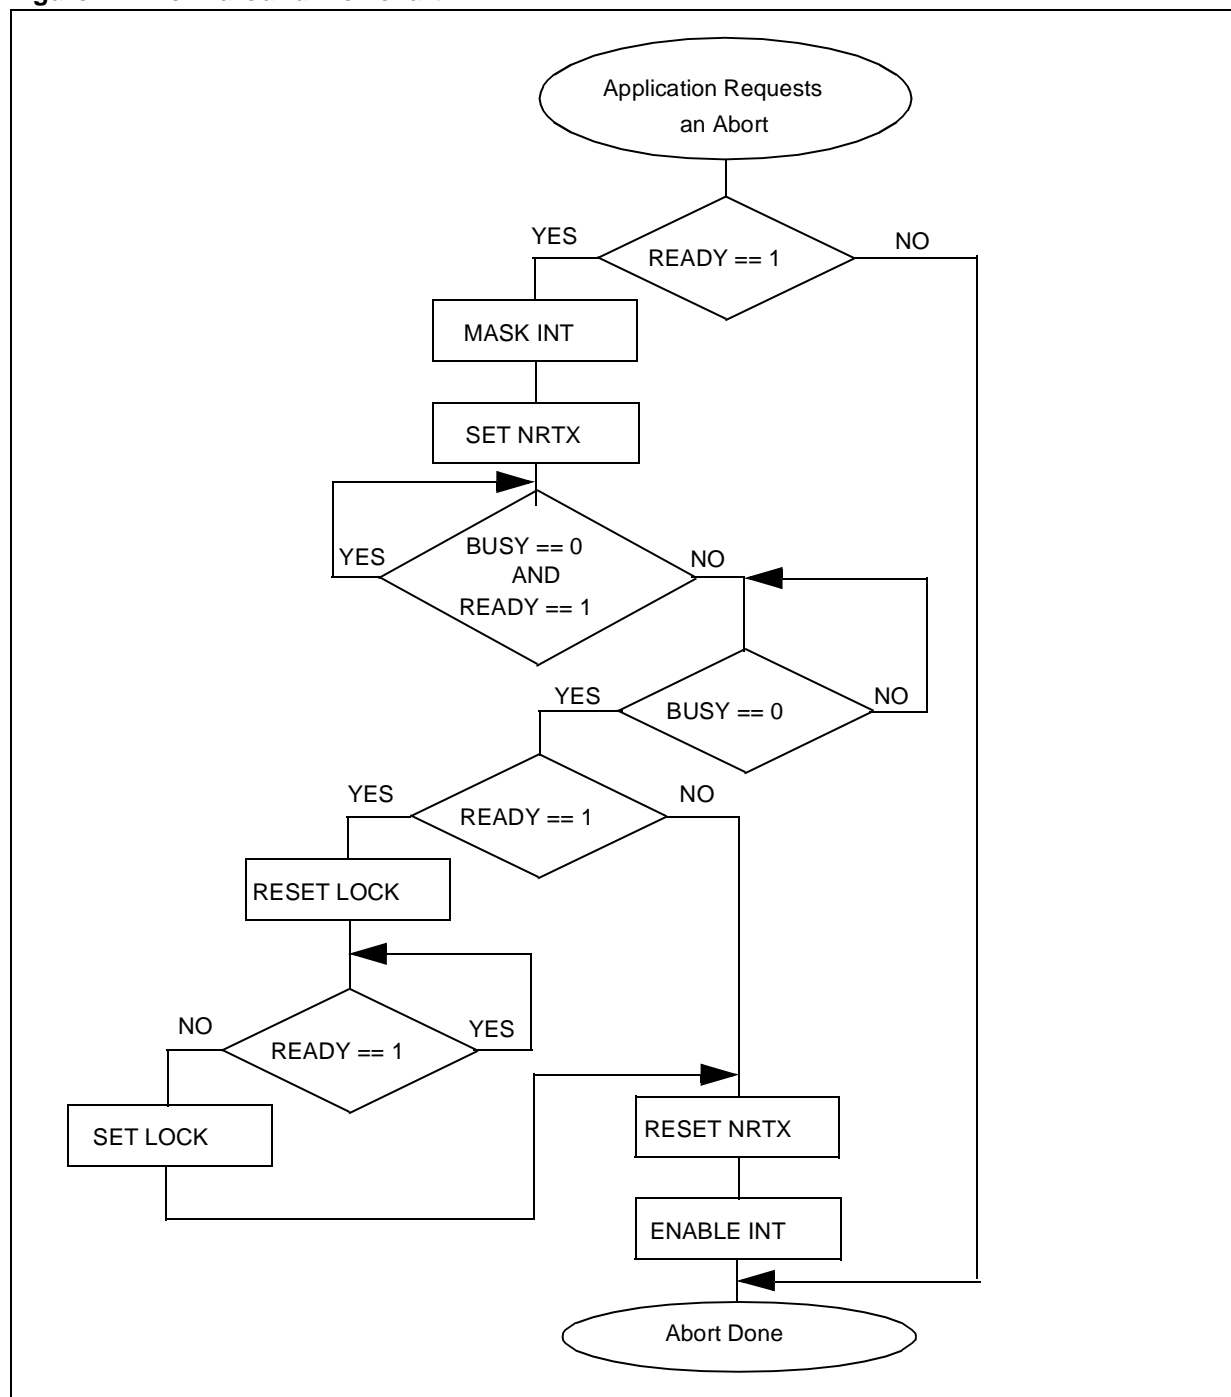 Application Requests
an Abort
YES
NO
READY == 1
MASK INT
SET NRTX
YES
BUSY == 0
AND
READY == 1
NO
YES
BUSY == 0
NO
YES
READY == 1
NO
RESET LOCK
NO
READY == 1
YES
SET LOCK
RESET NRTX
ENABLE INT
Abort Done